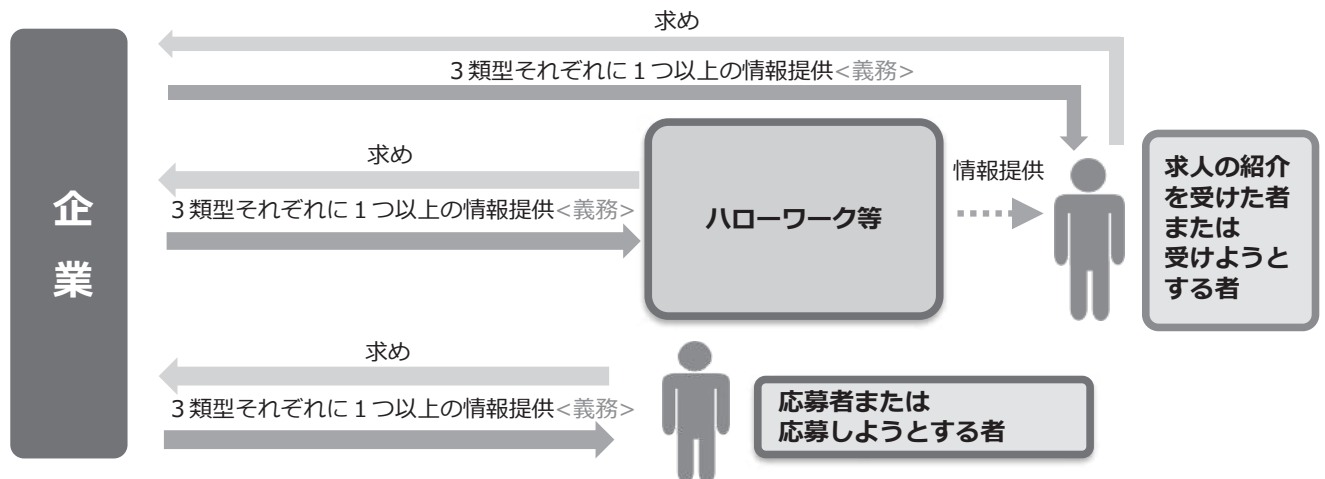 求め
3類型それぞれに1つ以上の情報提供<義務>
企業
求め
3類型それぞれに1つ以上の情報提供<義務>
ハローワーク等
情報提供
求人の紹介
を受けた者
または
受けようと
する者
求め
3類型それぞれに1つ以上の情報提供<義務>
応募者または
応募しようとする者